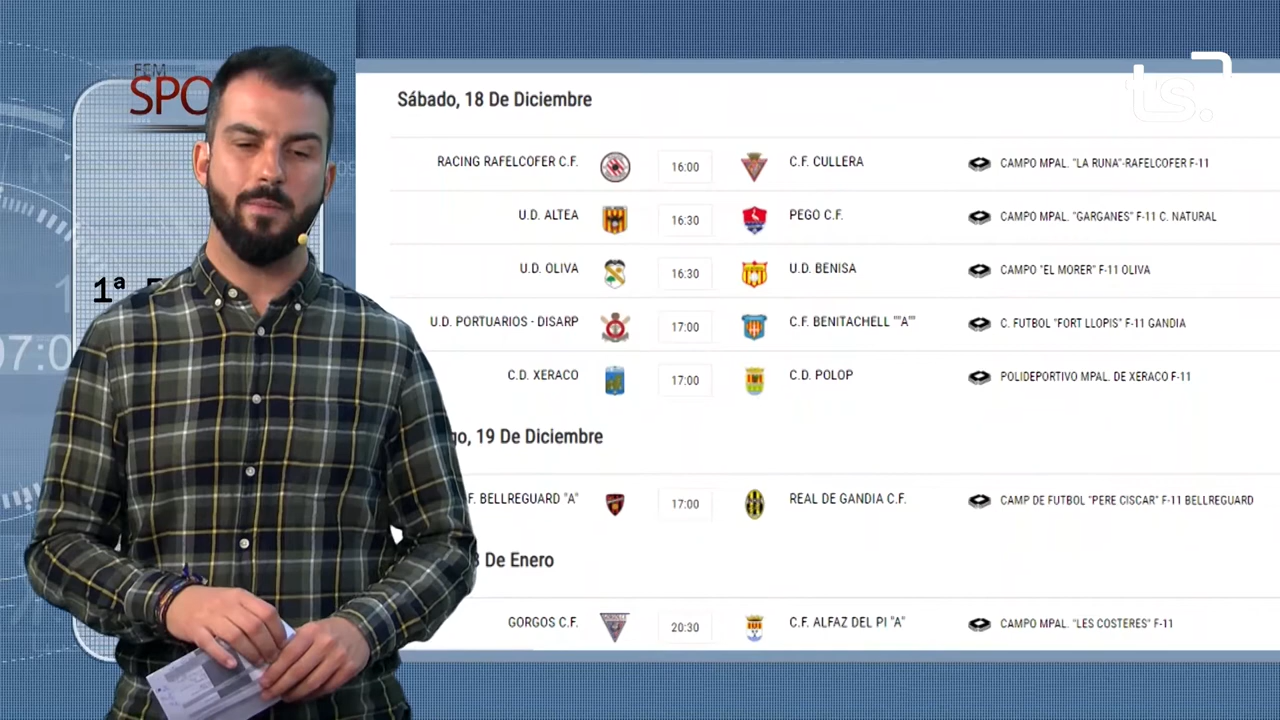 FEM
SPO
ts.
1ª
07:0
Sábado, 18 De Diciembre
RACING RAFELCOFER C.F. 16:00 C.F. CULLERA CAMPO MPAL. "LA RUNA"-RAFELCOFER F-11
U.D. ALTEA 16:30 PEGO C.F. CAMPO MPAL. "GARGANES" F-11 C. NATURAL
U.D. OLIVA 16:30 U.D. BENISA CAMPO "EL MORER" F-11 OLIVA
U.D. PORTUARIOS - DISARP 17:00 C.F. BENITACHELL ""A"" C. FUTBOL "FORT LLOPIS" F-11 GANDIA
C.D. XERACO 17:00 C.D. POLOP POLIDEPORTIVO MPAL. DE XERACO F-11
go, 19 De Diciembre
F. BELLREGUARD "A" 17:00 REAL DE GANDIA C.F. CAMP DE FUTBOL "PERE CISCAR" F-11 BELLREGUARD
De Enero
GORGOS C.F. 20:30 C.F. ALFAZ DEL PI "A" CAMPO MPAL. "LES COSTERES" F-11